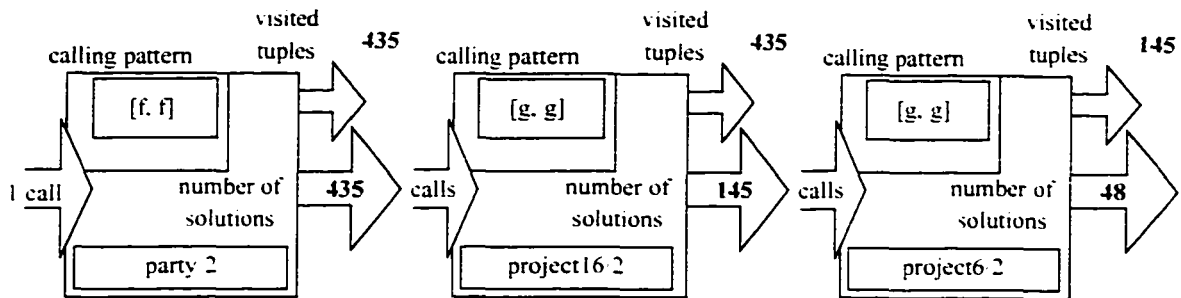 visited
tuples 435
calling pattern
[f, f]
1 call
number of
solutions
435
party 2
visited
tuples 435
calling pattern
[g, g]
calls
number of
solutions
145
project16-2
visited
tuples 145
calling pattern
[g, g]
calls
number of
solutions
48
project6-2